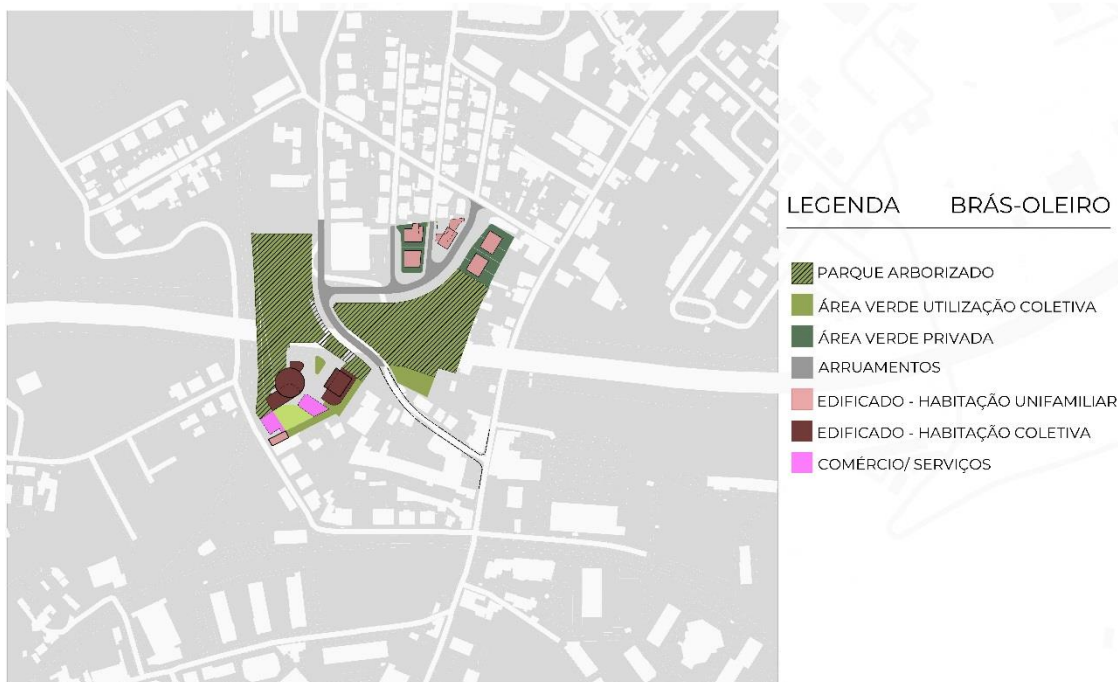 LEGENDA BRÁS-OLEIRO
PARQUE ARBORIZADO
ÁREA VERDE UTILIZAÇÃO COLETIVA
ÁREA VERDE PRIVADA
ARRUAMENTOS
EDIFICADO - HABITAÇÃO UNIFAMILIAR
EDIFICADO - HABITAÇÃO COLETIVA
COMÉRCIO/ SERVIÇOS